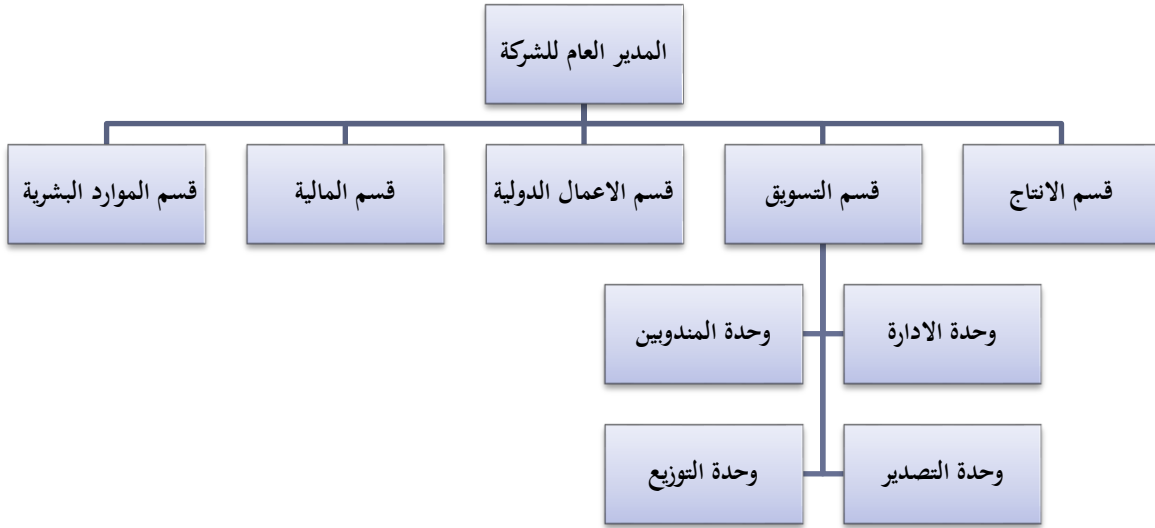 المدير العام للشركة
قسم الانتاج
قسم التسويق
قسم الاعمال الدولية
قسم المالية
قسم الموارد البشرية
وحدة الادارة
وحدة المندوبين
وحدة التصدير
وحدة التوزيع